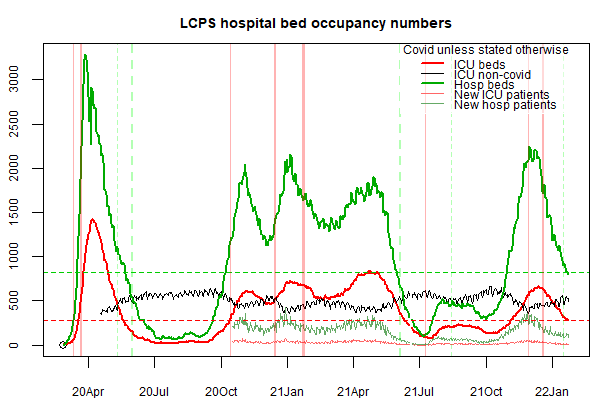 LCPS hospital bed occupancy numbers
Covid unless stated otherwise
ICU beds
ICU non-covid
Hosp beds
New ICU patients
New hosp patients
3000
2500
2000
1500
1000
500
0
20Apr 20Jul 20Oct 21Jan 21Apr 21Jul 21Oct 22Jan